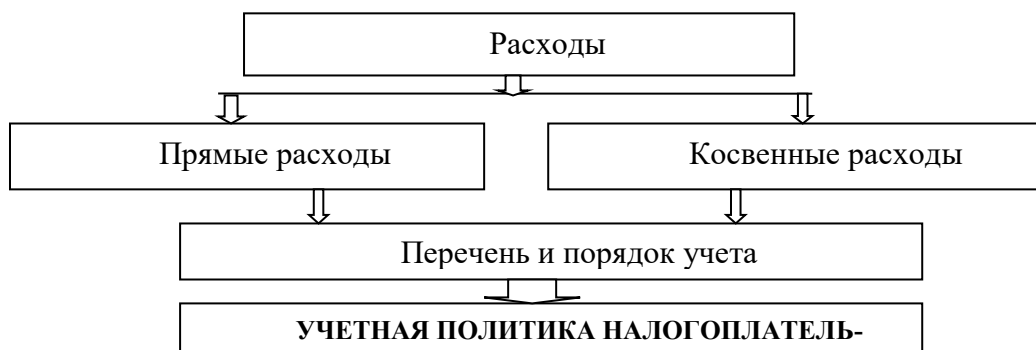 Расходы
Прямые расходы
Косвенные расходы
Перечень и порядок учета
УЧЕТНАЯ ПОЛИТИКА НАЛОГОПЛАТЕЛЬ-